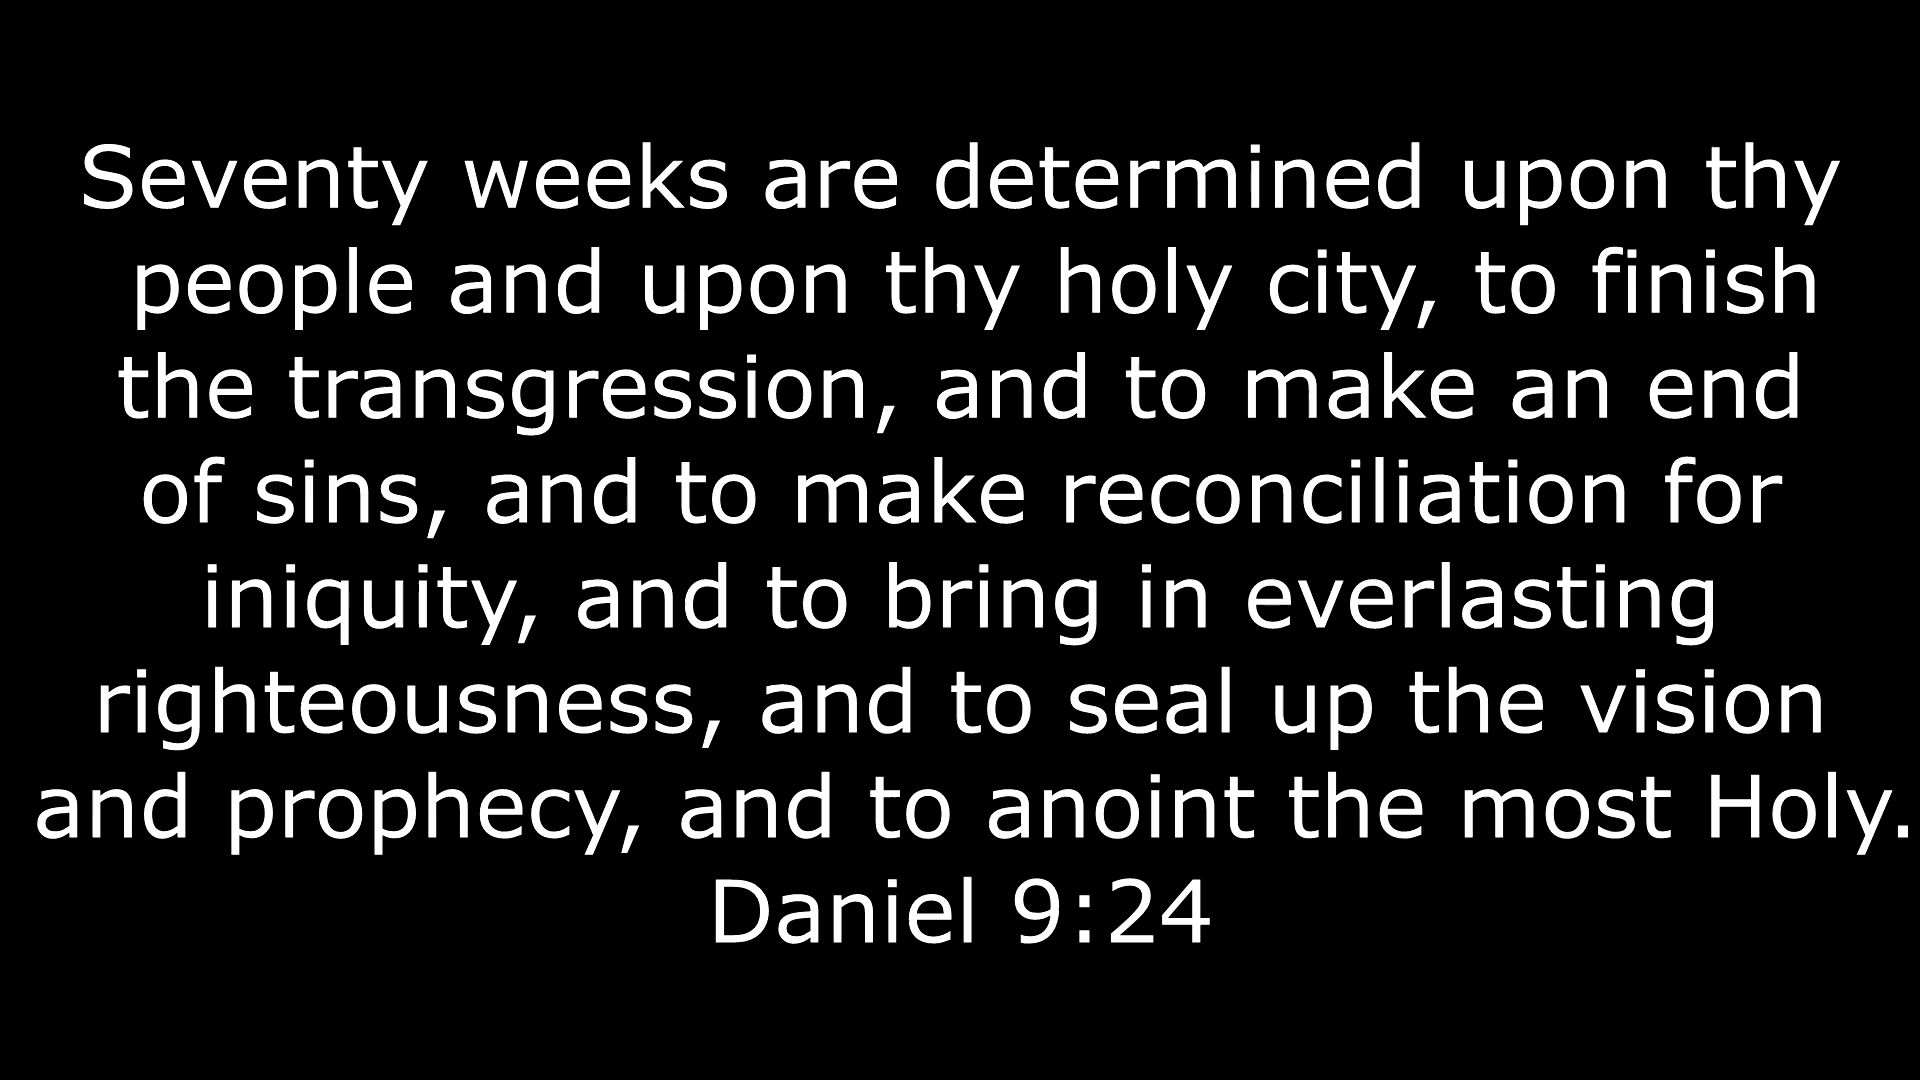 Seventy weeks are determined upon thy
people and upon thy holy city, to finish
the transgression, and to make an end
of sins, and to make reconciliation for
iniquity, and to bring in everlasting
righteousness, and to seal up the vision
and prophecy, and to anoint the most Holy.
Daniel 9:24